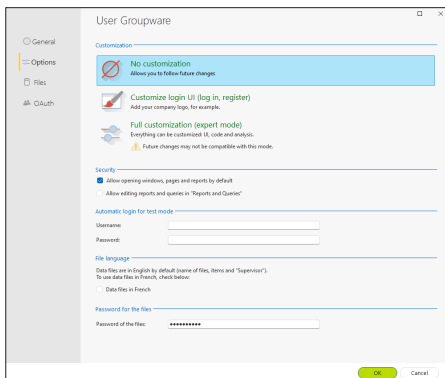 User Groupware
General
Options
Files
OAuth
Customization
No customization
Allows you to follow future changes
Customize login UI (log in, register)
Add your company logo, for example.
Full customization (expert mode)
Everything can be customized: UI, code and analysis.
Future changes may not be compatible with this mode.
Security
Allow opening windows, pages and reports by default
Allow editing reports and queries in "Reports and Queries"
Automatic login for test mode
Username:
Password:
File language
Data files are in English by default (name of files, items and "Supervisor").
To use data files in French, check below:
Data files in French
Password for the files
Password of the files:
OK
Cancel